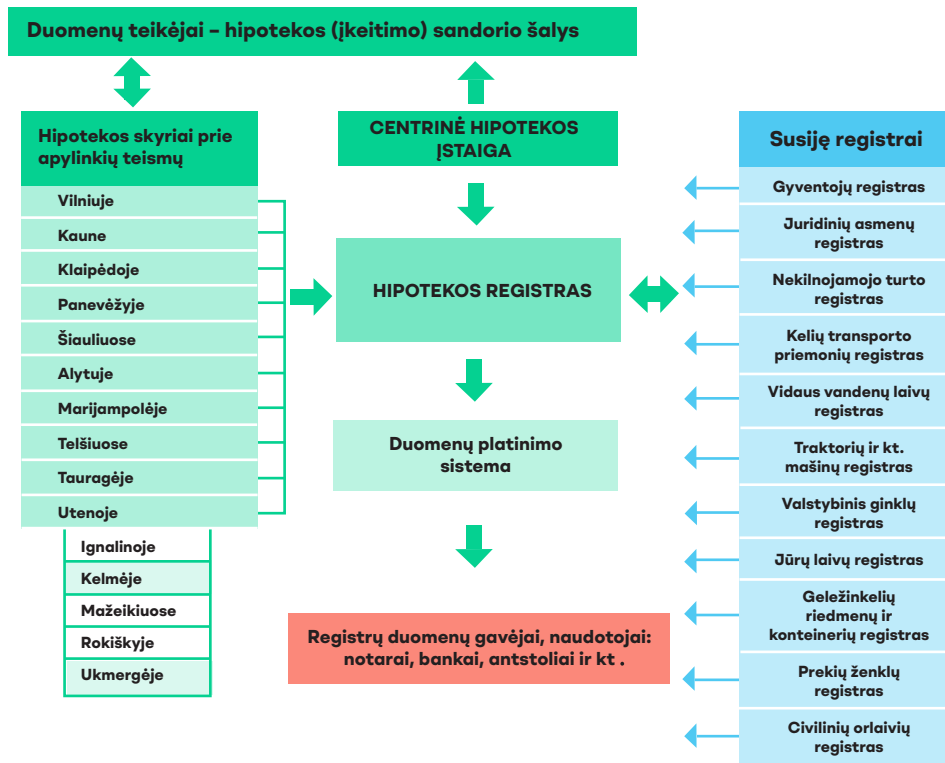 Duomenų teikėjai – hipotekos (įkeitimo) sandorio šalys
Hipotekos skyriai prie
apylinkių teismų
Vilniuje
Kaune
Klaipėdoje
Panevėžyje
Šiauliuose
Alytuje
Marijampolėje
Telšiuose
Tauragėje
Utenoje
Ignalinoje
Kelmėje
Mažeikiuose
Rokiškyje
Ukmergėje
CENTRINĖ HIPOTEKOS
ĮSTAIGA
HIPOTEKOS REGISTRAS
Duomenų platinimo
sistema
Registrų duomenų gavėjai, naudotojai:
notarai, bankai, antstoliai ir kt .
Susiję registrai
Gyventojų registras
Juridinių asmenų
registras
Nekilnojamojo turto
registras
Kelių transporto
priemonių registras
Vidaus vandenų laivų
registras
Traktorių ir kt.
mašinų registras
Valstybinis ginklų
registras
Jūrų laivų registras
Geležinkelių
riedmenų ir
konteinerių registras
Prekių ženklų
registras
Civilinių orlaivių
registras